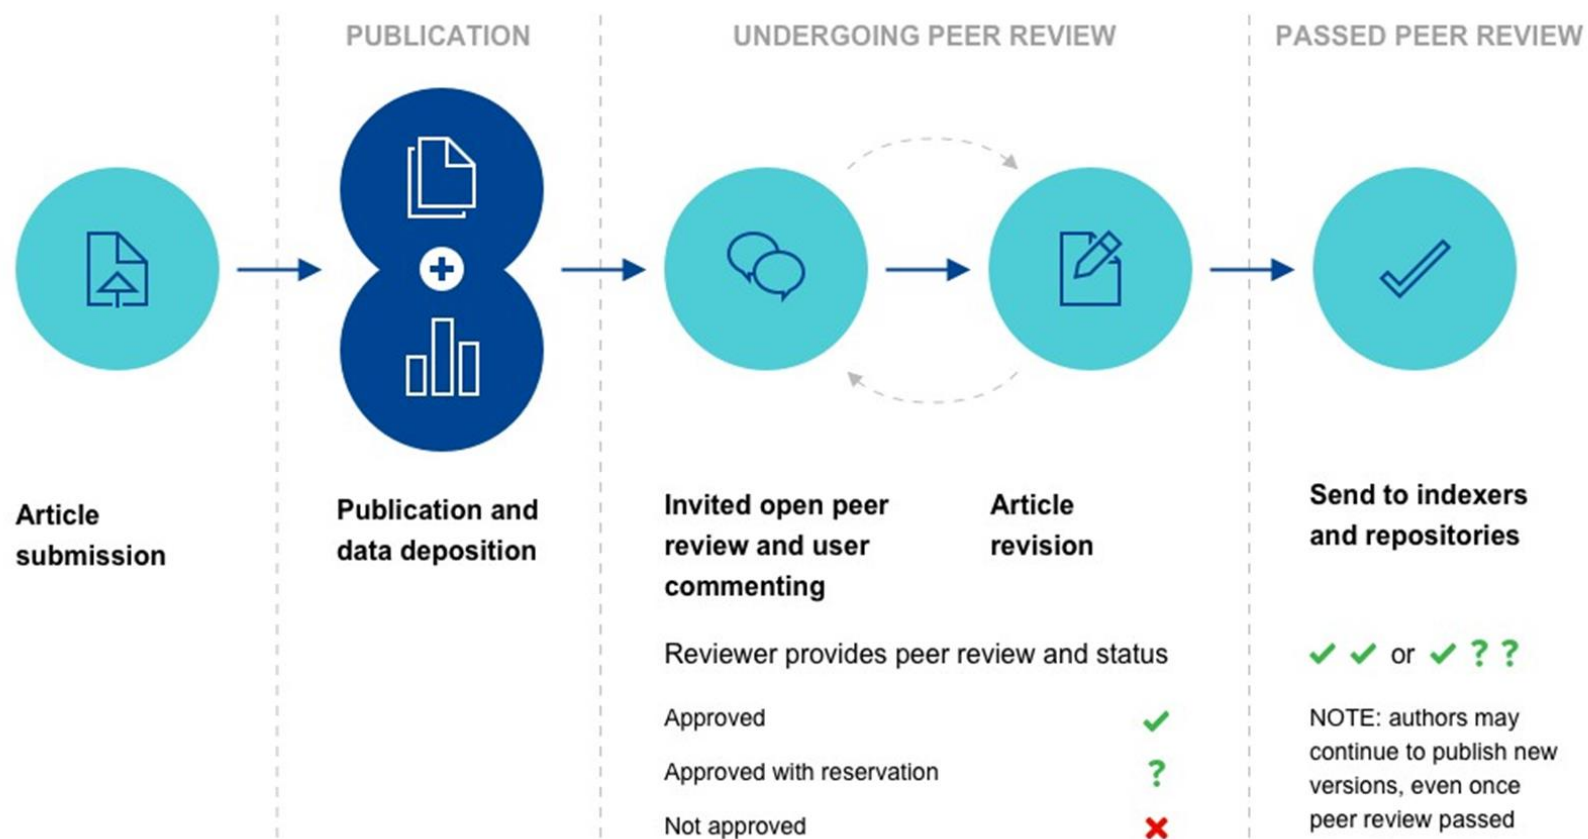 PUBLICATION
UNDERGOING PEER REVIEW
PASSED PEER REVIEW
Article
submission
Publication and
data deposition
Invited open peer
review and user
commenting
Article
revision
Send to indexers
and repositories
Reviewer provides peer review and status
Approved
Approved with reservation
?
Not approved
or ? ?
NOTE: authors may
continue to publish new
versions, even once
peer review passed